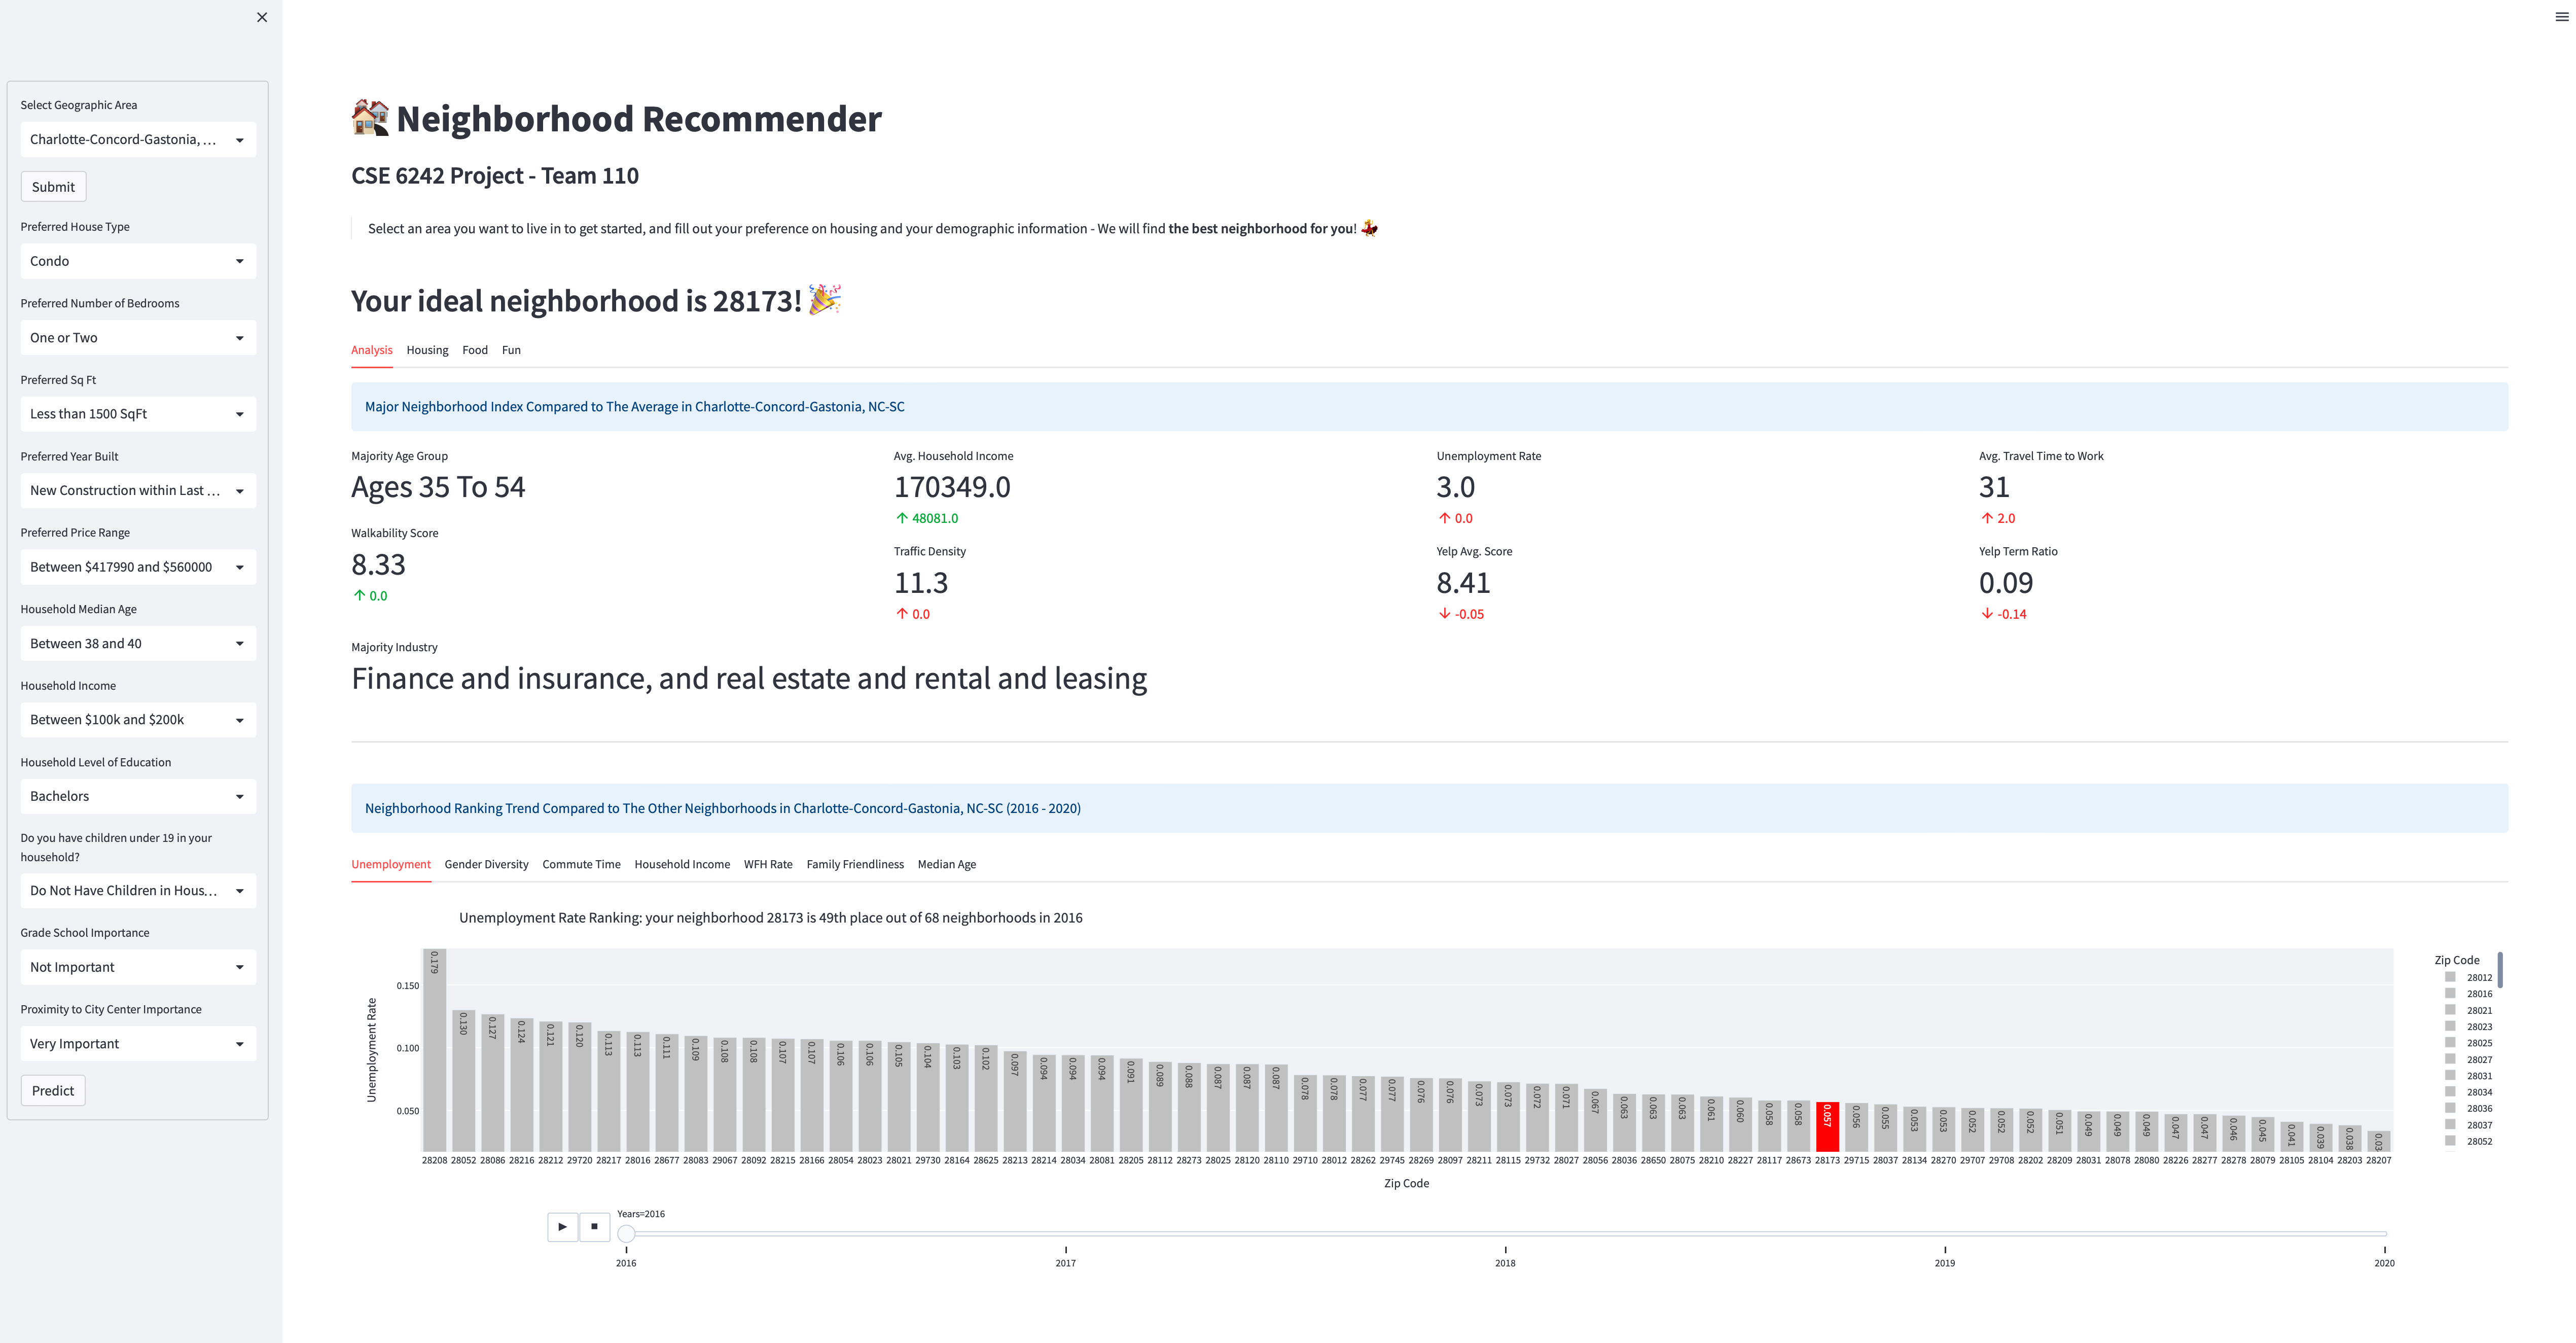 Select Geographic Area
Charlotte-Concord-Gastonia, ...
Submit
Preferred House Type
Condo
Preferred Number of Bedrooms
One or Two
Preferred Sq Ft
Less than 1500 SqFt
Preferred Year Built
New Construction within Last ...
Preferred Price Range
Between $417990 and $560000
Household Median Age
Between 38 and 40
Household Income
Between $100k and $200k
Household Level of Education
Bachelors
Do you have children under 19 in your
household?
Do Not Have Children in Hous...
Grade School Importance
Not Important
Proximity to City Center Importance
Very Important
Predict
Neighborhood Recommender
CSE 6242 Project - Team 110
Select an area you want to live in to get started, and fill out your preference on housing and your demographic information - We will find the best neighborhood for you!
Your ideal neighborhood is 28173!
Analysis Housing Food Fun
Major Neighborhood Index Compared to The Average in Charlotte-Concord-Gastonia, NC-SC
Majority Age Group
Ages 35 To 54
Walkability Score
8.33
↑ 0.0
Avg. Household Income
170349.0
↑ 48081.0
Traffic Density
11.3
↑ 0.0
Unemployment Rate
3.0
↑ 0.0
Yelp Avg. Score
8.41
↓ -0.05
Avg. Travel Time to Work
31
↑ 2.0
Yelp Term Ratio
0.09
↓ -0.14
Majority Industry
Finance and insurance, and real estate and rental and leasing
Neighborhood Ranking Trend Compared to The Other Neighborhoods in Charlotte-Concord-Gastonia, NC-SC (2016 - 2020)
Unemployment Gender Diversity Commute Time Household Income WFH Rate Family Friendliness Median Age
Unemployment Rate Ranking: your neighborhood 28173 is 49th place out of 68 neighborhoods in 2016
Unemployment Rate
0.150
0.100
0.050
0.179 0.130 0.127 0.124 0.121 0.120 0.113 0.113 0.111 0.109 0.108 0.108 0.107 0.107 0.106 0.106 0.105 0.104 0.103 0.102 0.097 0.094 0.094 0.094 0.091 0.089 0.088 0.087 0.087 0.087 0.078 0.078 0.077 0.077 0.076 0.076 0.073 0.073 0.072 0.071 0.067 0.063 0.063 0.063 0.061 0.060 0.058 0.058 0.057 0.056 0.055 0.053 0.053 0.052 0.052 0.052 0.051 0.049 0.049 0.049 0.047 0.047 0.046 0.045 0.041 0.039 0.038 0.033
28208 28052 28086 28216 28212 29720 28217 28016 28677 28083 29067 28092 28215 28166 28054 28023 28021 29730 28164 28625 28213 28214 28034 28081 28205 28112 28273 28025 28120 28110 29710 28012 28262 29745 28269 28097 28211 28115 29732 28027 28056 28036 28650 28075 28210 28227 28117 28673 28173 29715 28037 28134 28270 29707 29708 28202 28209 28031 28078 28080 28226 28277 28278 28079 28105 28104 28203 28207
Zip Code
Zip Code
28012
28016
28021
28023
28025
28027
28031
28034
28036
28037
28052
Years=2016
2016 2017 2018 2019 2020